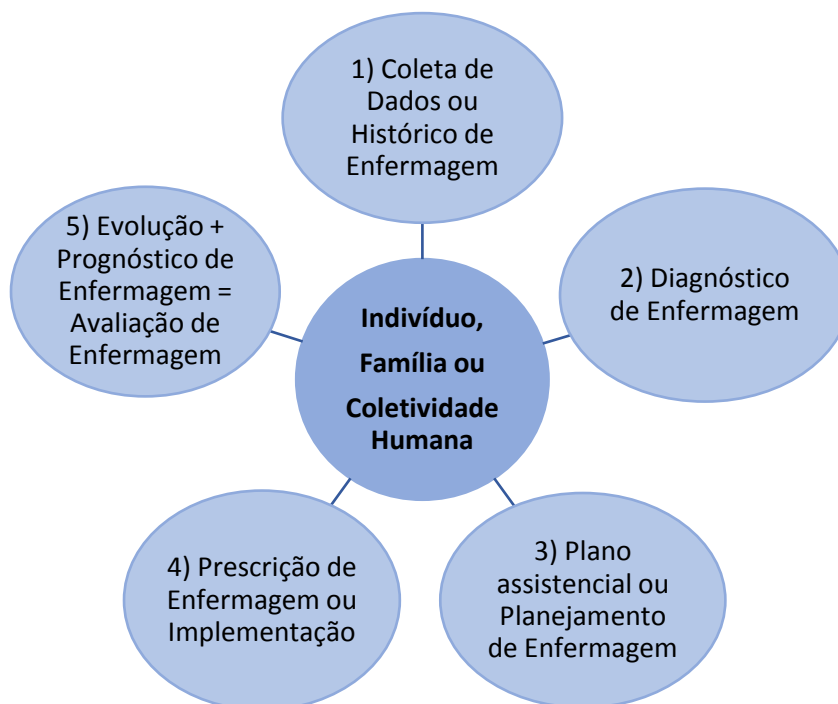 1) Coleta de
Dados ou
Histórico de
Enfermagem
2) Diagnóstico
de Enfermagem
3) Plano
assistencial ou
Planejamento
de Enfermagem
4) Prescrição de
Enfermagem ou
Implementação
5) Evolução +
Prognóstico de
Enfermagem =
Avaliação de
Enfermagem
Indivíduo,
Família ou
Coletividade
Humana